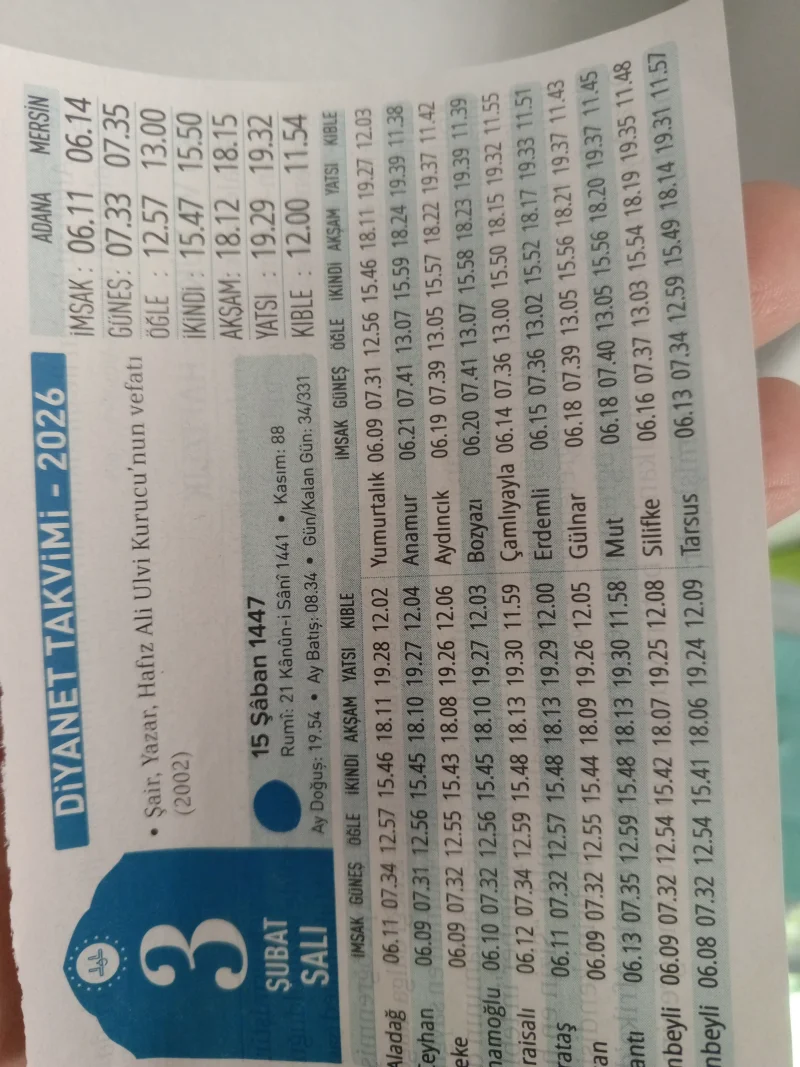 3
ŞUBAT
SALI
DİYANET TAKVİMİ - 2026
• Şair, Yazar, Hafız Ali Ulvi Kurucu'nun vefatı
(2002)
15 Şâban 1447
Rumî: 21 Kânûn-i Sânî 1441 • Kasım: 88
Ay Doğuş: 19.54 • Ay Batış: 08.34 • Gün/Kalan Gün: 34/331
ADANA MERSİN
İMSAK : 06.11 06.14
GÜNEŞ: 07.33 07.35
ÖĞLE : 12.57 13.00
İKİNDİ : 15.47 15.50
AKŞAM: 18.12 18.15
YATSI : 19.29 19.32
KIBLE : 12.00 11.54
İMSAK GÜNEŞ ÖĞLE İKİNDİ AKŞAM YATSI KIBLE
Aladağ 06.11 07.34 12.57 15.46 18.11 19.28 12.02
Ceyhan 06.09 07.31 12.56 15.45 18.10 19.27 12.04
eke 06.09 07.32 12.55 15.43 18.08 19.26 12.06
namoğlu 06.10 07.32 12.56 15.45 18.10 19.27 12.03
raisalı 06.12 07.34 12.59 15.48 18.13 19.30 11.59
rataş 06.11 07.32 12.57 15.48 18.13 19.29 12.00
an 06.09 07.32 12.55 15.44 18.09 19.26 12.05
antı 06.13 07.35 12.59 15.48 18.13 19.30 11.58
nbeyli 06.09 07.32 12.54 15.42 18.07 19.25 12.08
nbeyli 06.08 07.32 12.54 15.41 18.06 19.24 12.09
İMSAK GÜNEŞ ÖĞLE İKİNDİ AKŞAM YATSI KIBLE
Yumurtalık 06.09 07.31 12.56 15.46 18.11 19.27 12.03
Anamur 06.21 07.41 13.07 15.59 18.24 19.39 11.38
Aydıncık 06.19 07.39 13.05 15.57 18.22 19.37 11.42
Bozyazı 06.20 07.41 13.07 15.58 18.23 19.39 11.39
Çamlıyayla 06.14 07.36 13.00 15.50 18.15 19.32 11.55
Erdemli 06.15 07.36 13.02 15.52 18.17 19.33 11.51
Gülnar 06.18 07.39 13.05 15.56 18.21 19.37 11.43
Mut 06.18 07.40 13.05 15.56 18.20 19.37 11.45
Silifke 06.16 07.37 13.03 15.54 18.19 19.35 11.48
Tarsus 06.13 07.34 12.59 15.49 18.14 19.31 11.57